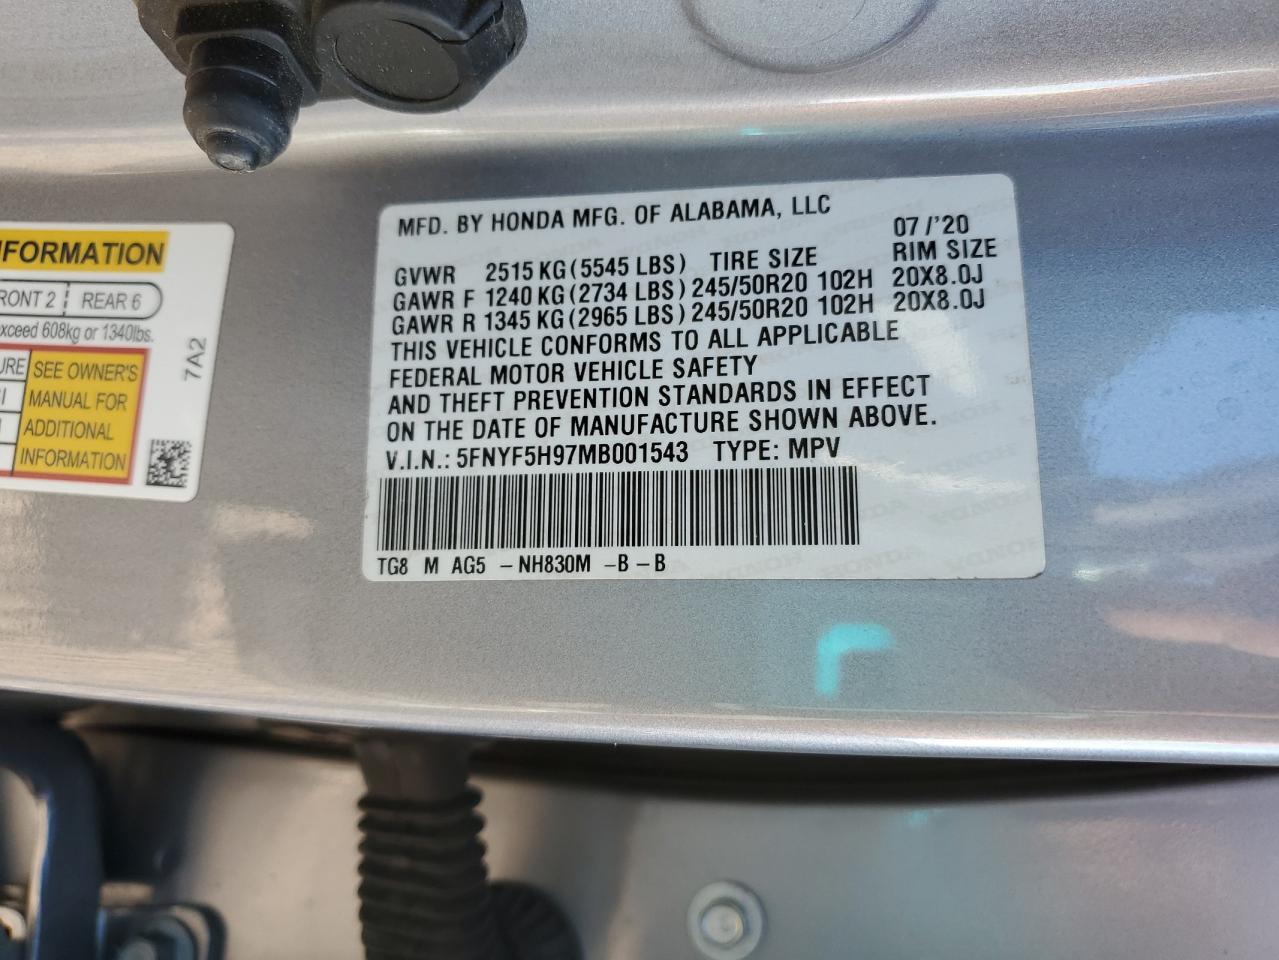 NFORMATION
RONT 2 REAR 6
xceed 608kg or 1340lbs.
URE
SEE OWNER'S
MANUAL FOR
ADDITIONAL
INFORMATION
7A2
MFD. BY HONDA MFG. OF ALABAMA, LLC
07/'20
GVWR 2515 KG (5545 LBS) TIRE SIZE RIM SIZE
GAWR F 1240 KG (2734 LBS) 245/50R20 102H 20X8.0J
GAWR R 1345 KG (2965 LBS) 245/50R20 102H 20X8.0J
THIS VEHICLE CONFORMS TO ALL APPLICABLE
FEDERAL MOTOR VEHICLE SAFETY
AND THEFT PREVENTION STANDARDS IN EFFECT
ON THE DATE OF MANUFACTURE SHOWN ABOVE.
V.I.N.: 5FNYF5H97MB001543 TYPE: MPV
TG8 M AG5 -NH830M -B-B